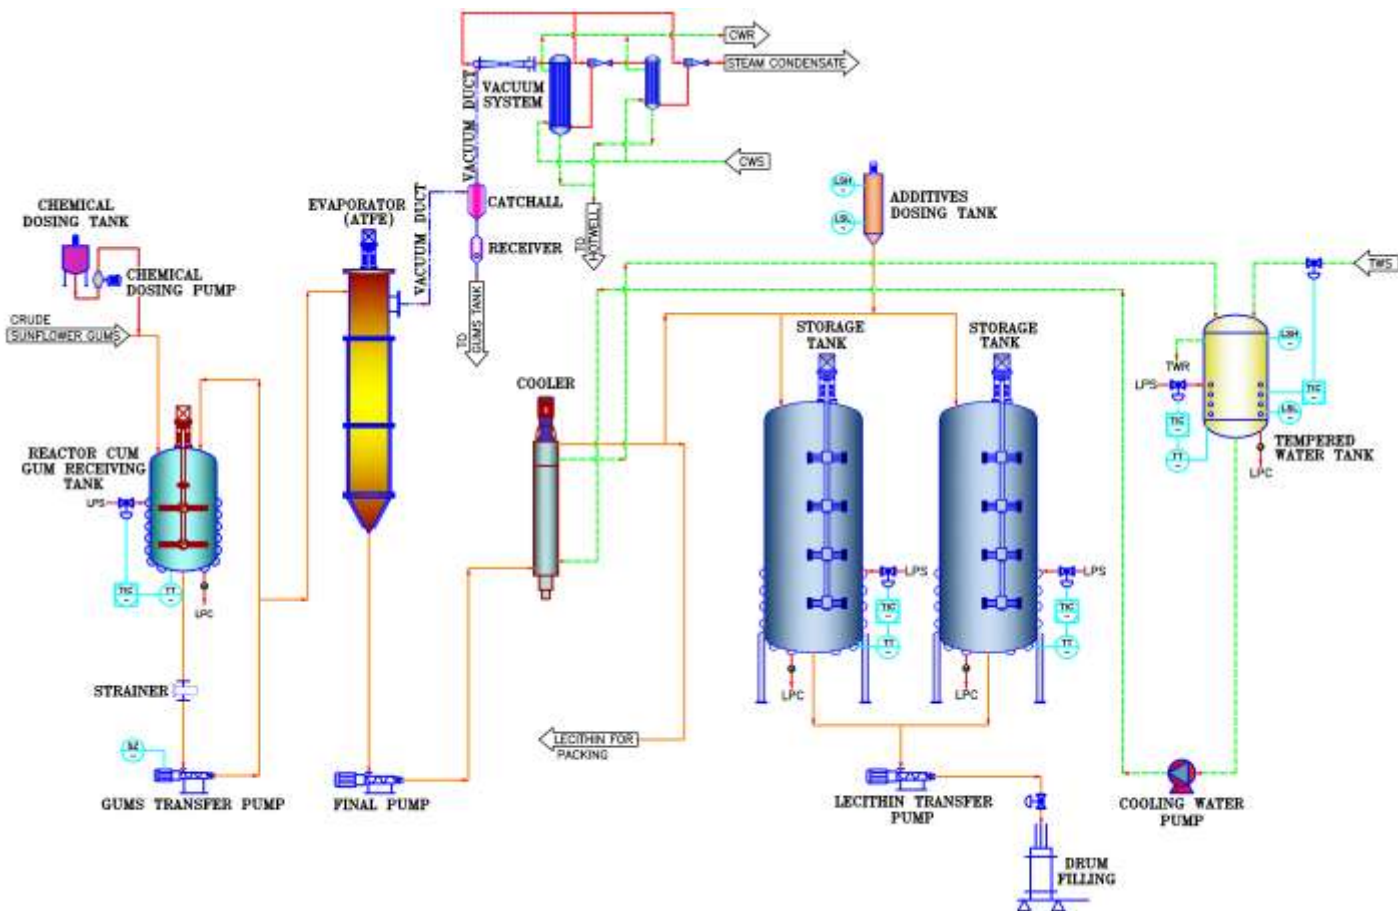 CWR
STEAM CONDENSATE
VACUUM DUCT
VACUUM
SYSTEM
CWS
CHEMICAL
DOSING TANK
EVAPORATOR
(ATFE)
VACUUM DUCT
CATCHALL
RECEIVER
TO
HOTWELL
LSH
LSL
ADDITIVES
DOSING TANK
CHEMICAL
DOSING PUMP
TWS
CRUDE
SUNFLOWER GUMS
TO
GUMS TANK
STORAGE
TANK
STORAGE
TANK
LSH
TWR
LPS
TIC
TIC
LSL
TT
TEMPERED
WATER TANK
LPC
COOLER
REACTOR CUM
GUM RECEIVING
TANK
LPS
TIC
TT
LPC
LPS
TIC
TT
LPC
LPS
TIC
TT
LPC
STRAINER
LECITHIN FOR
PACKING
SZ
GUMS TRANSFER PUMP
FINAL PUMP
LECITHIN TRANSFER
PUMP
COOLING WATER
PUMP
DRUM
FILLING